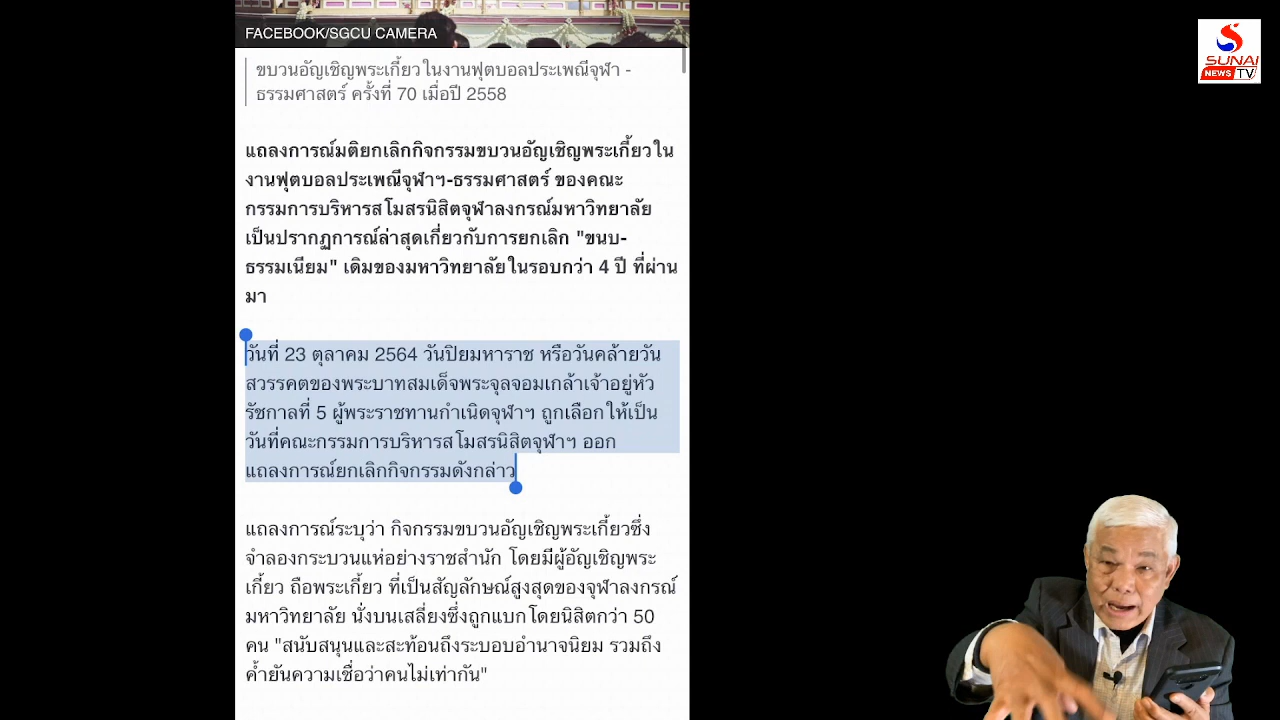 FACEBOOK/SGCU CAMERA
SUNAI
NEWS TV
ขบวนอัญเชิญพระเกี้ยวในงานฟุตบอลประเพณีจุฬา -
ธรรมศาสตร์ ครั้งที่ 70 เมื่อปี 2558
แถลงการณ์มติยกเลิกกิจกรรมขบวนอัญเชิญพระเกี้ยวใน
งานฟุตบอลประเพณีจุฬาฯ-ธรรมศาสตร์ ของคณะ
กรรมการบริหารสโมสรนิสิตจุฬาลงกรณ์มหาวิทยาลัย
เป็นปรากฏการณ์ล่าสุดเกี่ยวกับการยกเลิก "ขนบ-
ธรรมเนียม" เดิมของมหาวิทยาลัยในรอบกว่า 4 ปี ที่ผ่าน
มา
วันที่ 23 ตุลาคม 2564 วันปิยมหาราช หรือวันคล้ายวัน
สวรรคตของพระบาทสมเด็จพระจุลจอมเกล้าเจ้าอยู่หัว
รัชกาลที่ 5 ผู้พระราชทานกำเนิดจุฬาฯ ถูกเลือกให้เป็น
วันที่คณะกรรมการบริหารสโมสรนิสิตจุฬาฯ ออก
แถลงการณ์ยกเลิกกิจกรรมดังกล่าว
แถลงการณ์ระบุว่า กิจกรรมขบวนอัญเชิญพระเกี้ยวซึ่ง
จำลองกระบวนแห่อย่างราชสำนัก โดยมีผู้อัญเชิญพระ
เกี้ยว ถือพระเกี้ยว ที่เป็นสัญลักษณ์สูงสุดของจุฬาลงกรณ์
มหาวิทยาลัย นั่งบนเสลี่ยงซึ่งถูกแบกโดยนิสิตกว่า 50
คน "สนับสนุนและสะท้อนถึงระบอบอำนาจนิยม รวมถึง
ค้ำยันความเชื่อว่าคนไม่เท่ากัน"